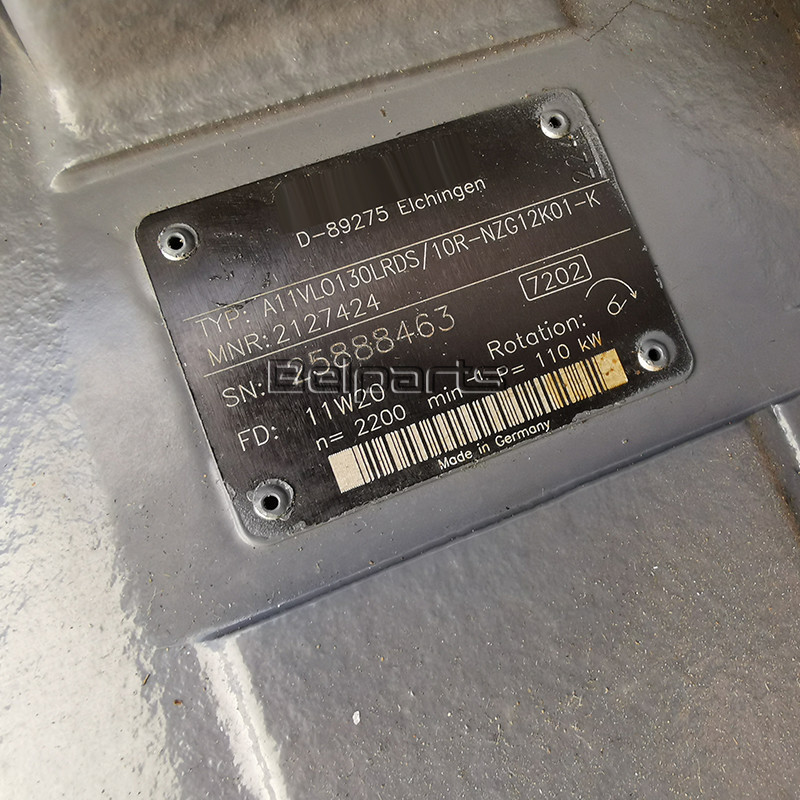 D-89275 Elchingen
TYP: A11VLO130LRDS/10R-NZG12K01-K
MNR: 2127424
7202
SN: 25888463
Belparts
Rotation:
FD: 11W20
n= 2200 min P= 110 kW
Made in Germany